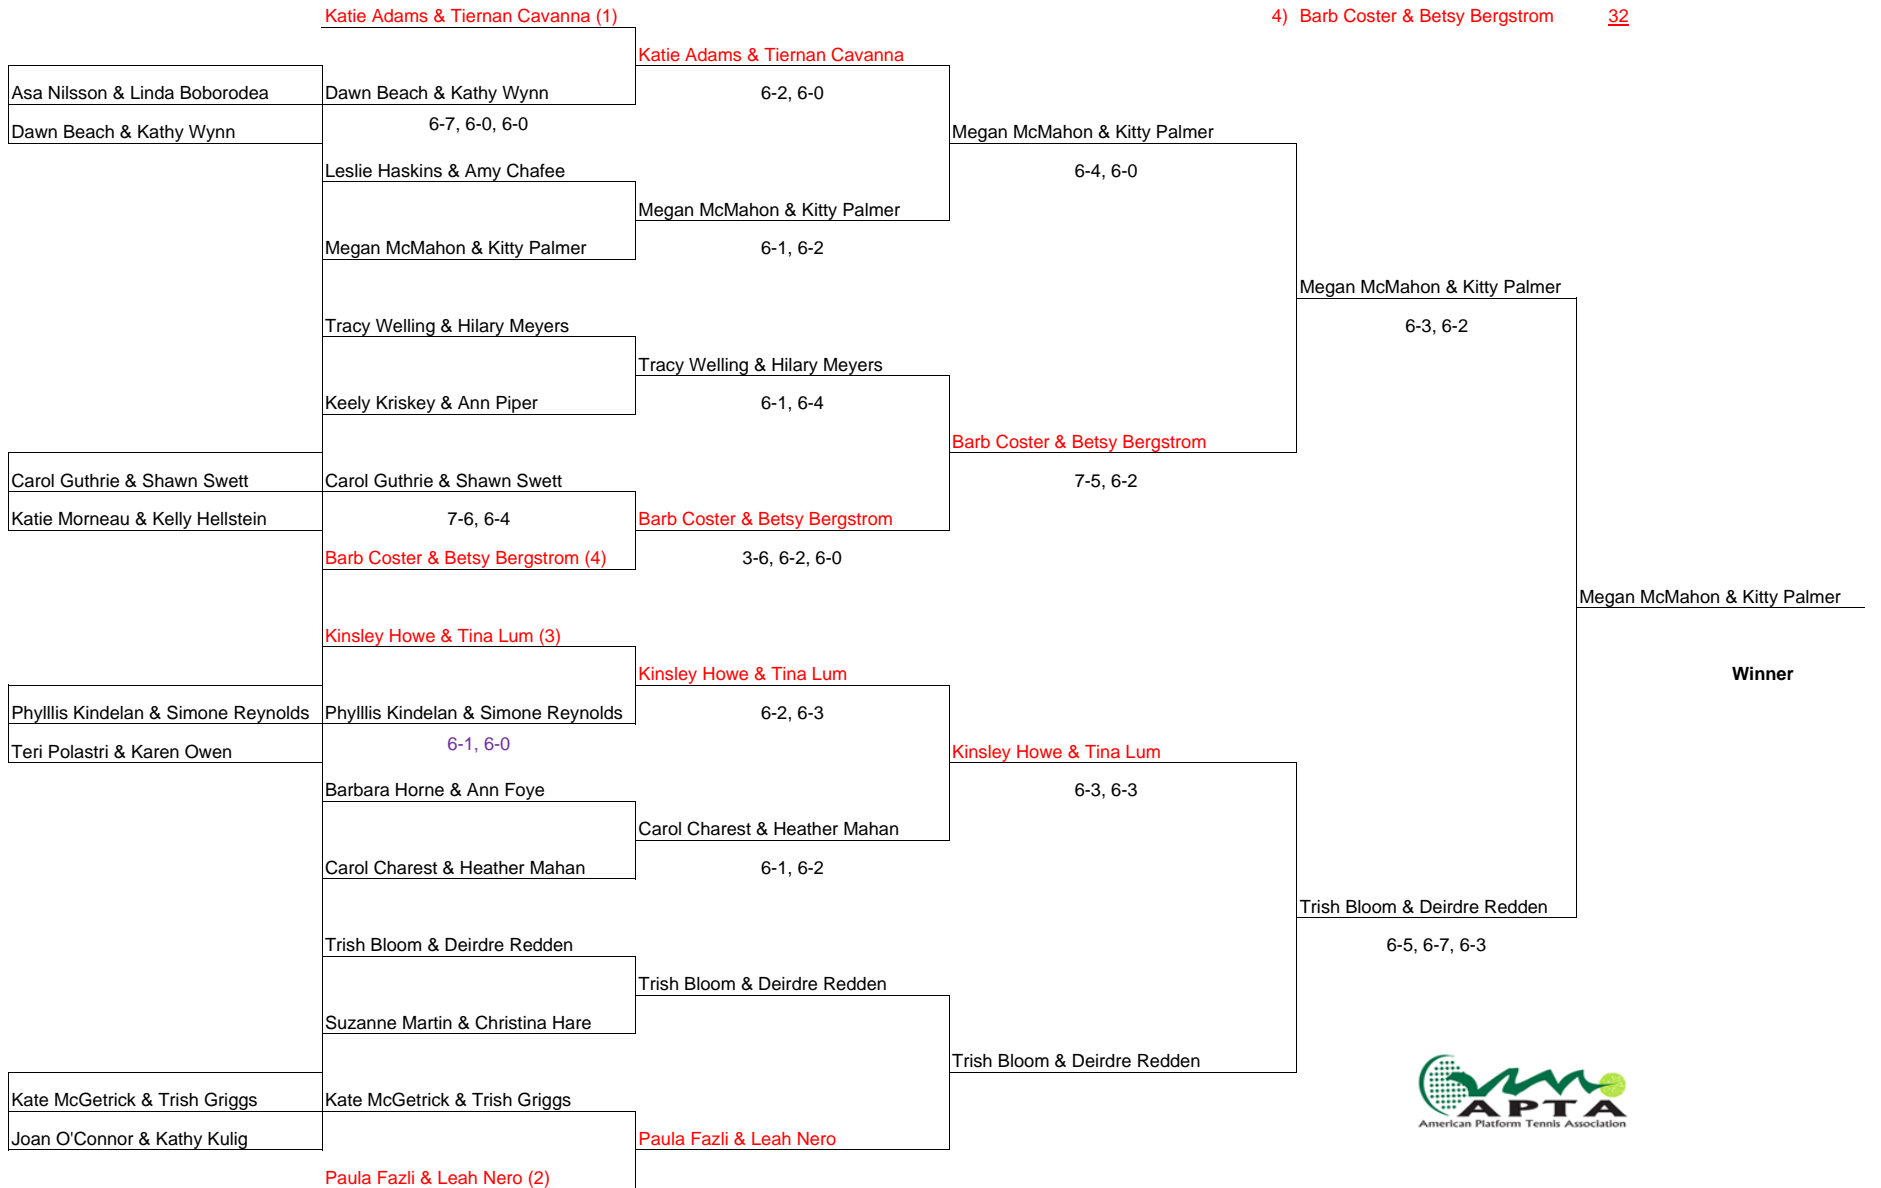 Katie Adams & Tiernan Cavanna (1)
4) Barb Coster & Betsy Bergstrom 32
Katie Adams & Tiernan Cavanna
Asa Nilsson & Linda Boborodea
Dawn Beach & Kathy Wynn
6-2, 6-0
6-7, 6-0, 6-0
Dawn Beach & Kathy Wynn
Megan McMahon & Kitty Palmer
Leslie Haskins & Amy Chafee
6-4, 6-0
Megan McMahon & Kitty Palmer
Megan McMahon & Kitty Palmer
6-1, 6-2
Megan McMahon & Kitty Palmer
Tracy Welling & Hilary Meyers
6-3, 6-2
Tracy Welling & Hilary Meyers
Keely Kriskey & Ann Piper
6-1, 6-4
Barb Coster & Betsy Bergstrom
Carol Guthrie & Shawn Swett
Carol Guthrie & Shawn Swett
7-5, 6-2
Katie Morneau & Kelly Hellstein
7-6, 6-4
Barb Coster & Betsy Bergstrom
Barb Coster & Betsy Bergstrom (4)
3-6, 6-2, 6-0
Megan McMahon & Kitty Palmer
Kinsley Howe & Tina Lum (3)
Kinsley Howe & Tina Lum
Winner
Phylllis Kindelan & Simone Reynolds
Phylllis Kindelan & Simone Reynolds
6-2, 6-3
6-1, 6-0
Teri Polastri & Karen Owen
Kinsley Howe & Tina Lum
Barbara Horne & Ann Foye
6-3, 6-3
Carol Charest & Heather Mahan
Carol Charest & Heather Mahan
6-1, 6-2
Trish Bloom & Deirdre Redden
Trish Bloom & Deirdre Redden
6-5, 6-7, 6-3
Trish Bloom & Deirdre Redden
Suzanne Martin & Christina Hare
Trish Bloom & Deirdre Redden
Kate McGetrick & Trish Griggs
Kate McGetrick & Trish Griggs
APTA
American Platform Tennis Association
Joan O'Connor & Kathy Kulig
Paula Fazli & Leah Nero
Paula Fazli & Leah Nero (2)